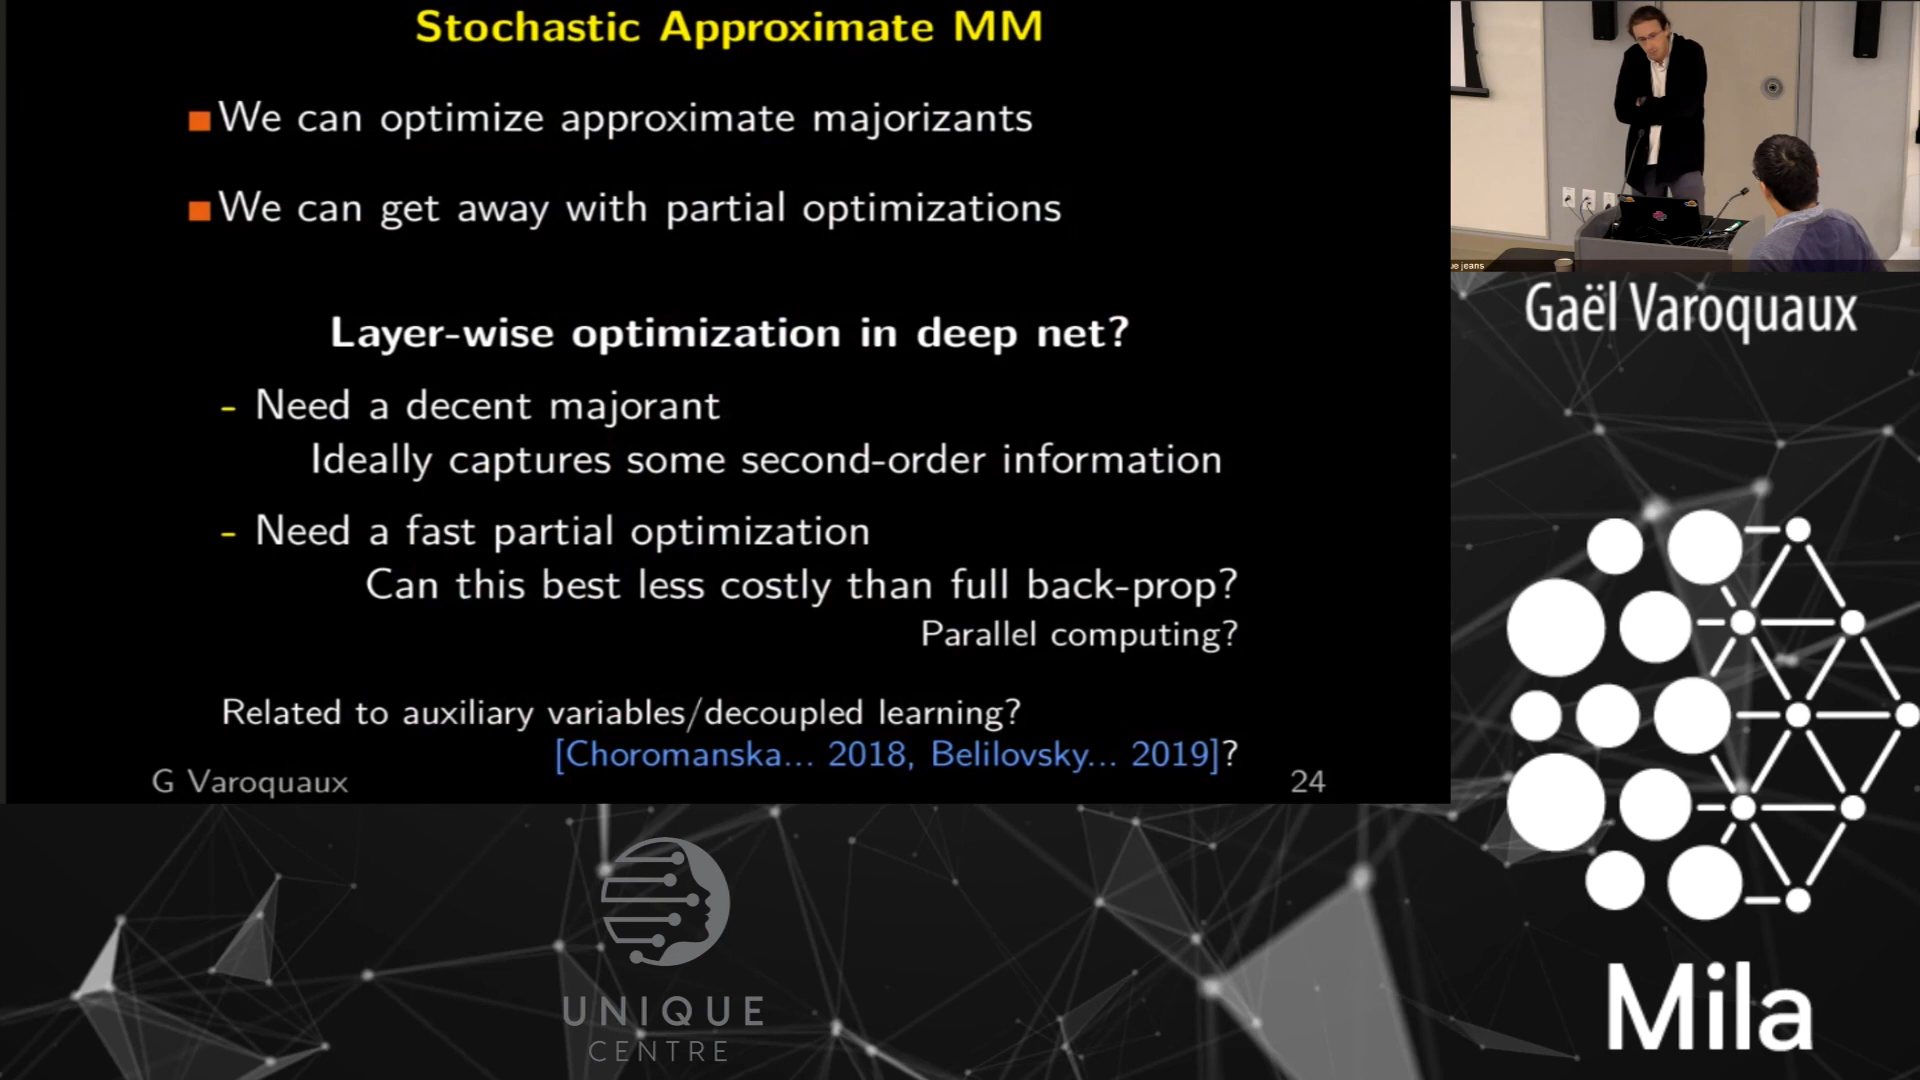 Stochastic Approximate MM
We can optimize approximate majorizants
We can get away with partial optimizations
Layer-wise optimization in deep net?
- Need a decent majorant
Ideally captures some second-order information
- Need a fast partial optimization
Can this best less costly than full back-prop?
Parallel computing?
Related to auxiliary variables/decoupled learning?
[Choromanska... 2018, Belilovsky... 2019]?
G Varoquaux
24
ue jeans
Gaël Varoquaux
Mila
UNIQUE
CENTRE